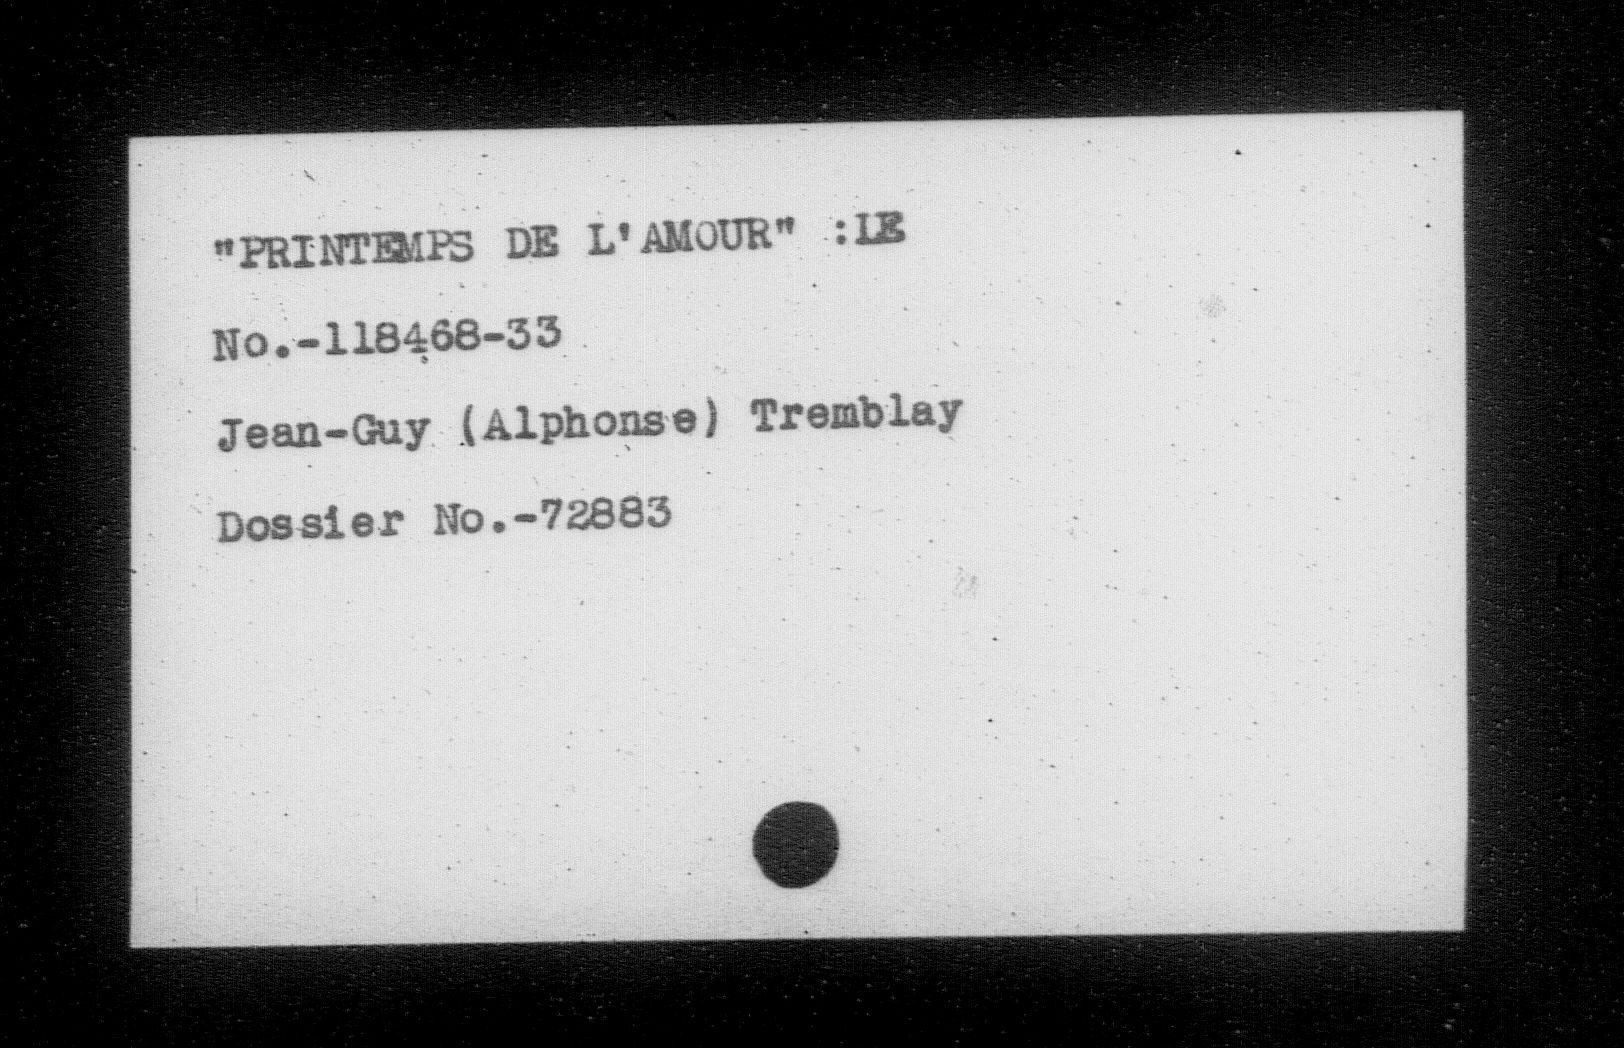 "PRINTEMPS DE L'AMOUR" :LE
No.-118468-33
Jean-Guy (Alphonse) Tremblay
Dossier No.-72883